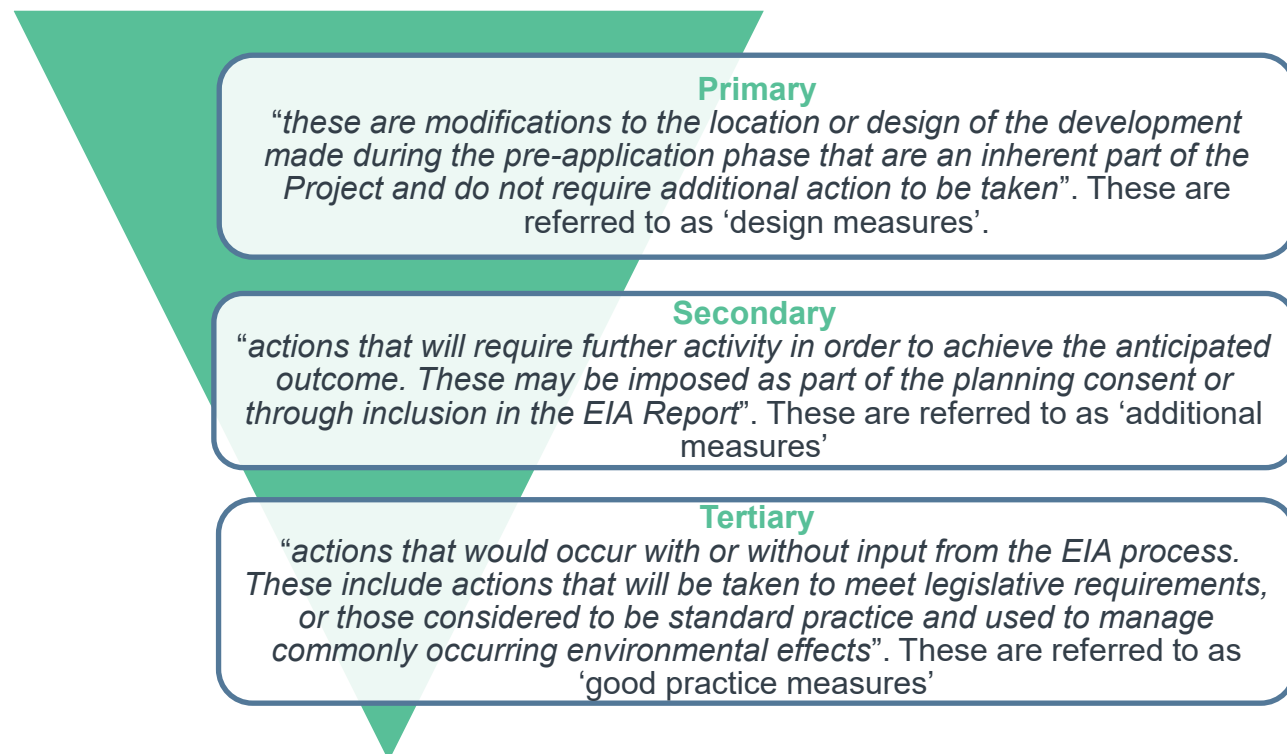 Primary
“these are modifications to the location or design of the development
made during the pre-application phase that are an inherent part of the
Project and do not require additional action to be taken”. These are
referred to as ‘design measures’.
Secondary
“actions that will require further activity in order to achieve the anticipated
outcome. These may be imposed as part of the planning consent or
through inclusion in the EIA Report”. These are referred to as ‘additional
measures’
Tertiary
“actions that would occur with or without input from the EIA process.
These include actions that will be taken to meet legislative requirements,
or those considered to be standard practice and used to manage
commonly occurring environmental effects”. These are referred to as
‘good practice measures’